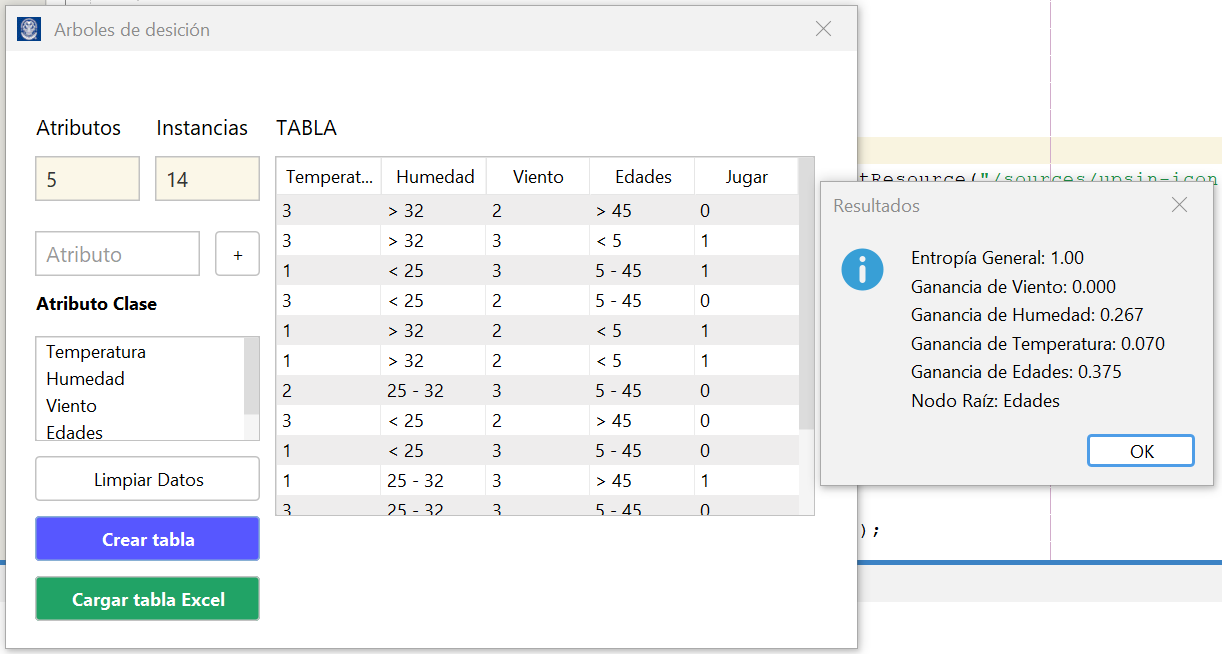 Arboles de desición
Atributos Instancias TABLA
5 14
Temperat... Humedad Viento Edades Jugar
3 > 32 2 > 45 0
3 > 32 3 < 5 1
1 < 25 3 5 - 45 1
3 < 25 2 5 - 45 0
1 > 32 2 < 5 1
1 > 32 2 < 5 1
2 25 - 32 3 5 - 45 0
3 < 25 2 > 45 0
1 < 25 3 5 - 45 0
1 25 - 32 3 > 45 1
3 25 - 32 3 5 - 45 0
Atributo +
Atributo Clase
Temperatura
Humedad
Viento
Edades
Limpiar Datos
Crear tabla
Cargar tabla Excel
tResource("/sources/upsin-icon
Resultados
Entropía General: 1.00
Ganancia de Viento: 0.000
Ganancia de Humedad: 0.267
Ganancia de Temperatura: 0.070
Ganancia de Edades: 0.375
Nodo Raíz: Edades
OK
);